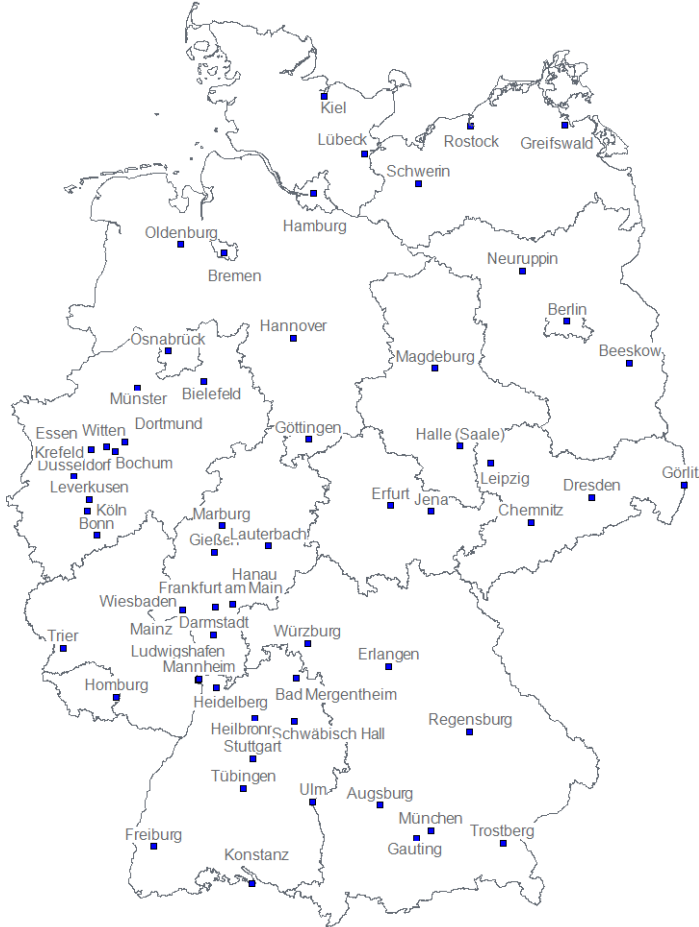 Kiel
Lübeck
Rostock
Greifswald
Schwerin
Hamburg
Oldenburg
Bremen
Neuruppin
Berlin
Hannover
Osnabrück
Magdeburg
Beeskow
Münster
Bielefeld
Dortmund
Essen
Witten
Göttingen
Halle (Saale)
Krefeld
Bochum
Düsseldorf
Leipzig
Görlit
Leverkusen
Dresden
Köln
Erfurt
Jena
Chemnitz
Bonn
Marburg
Gießen
Lauterbach
Hanau
Frankfurt am Main
Wiesbaden
Mainz
Darmstadt
Trier
Würzburg
Ludwigshafen
Mannheim
Erlangen
Homburg
Heidelberg
Bad Mergentheim
Heilbronn
Schwäbisch Hall
Regensburg
Stuttgart
Tübingen
Ulm
Augsburg
München
Freiburg
Gauting
Trostberg
Konstanz